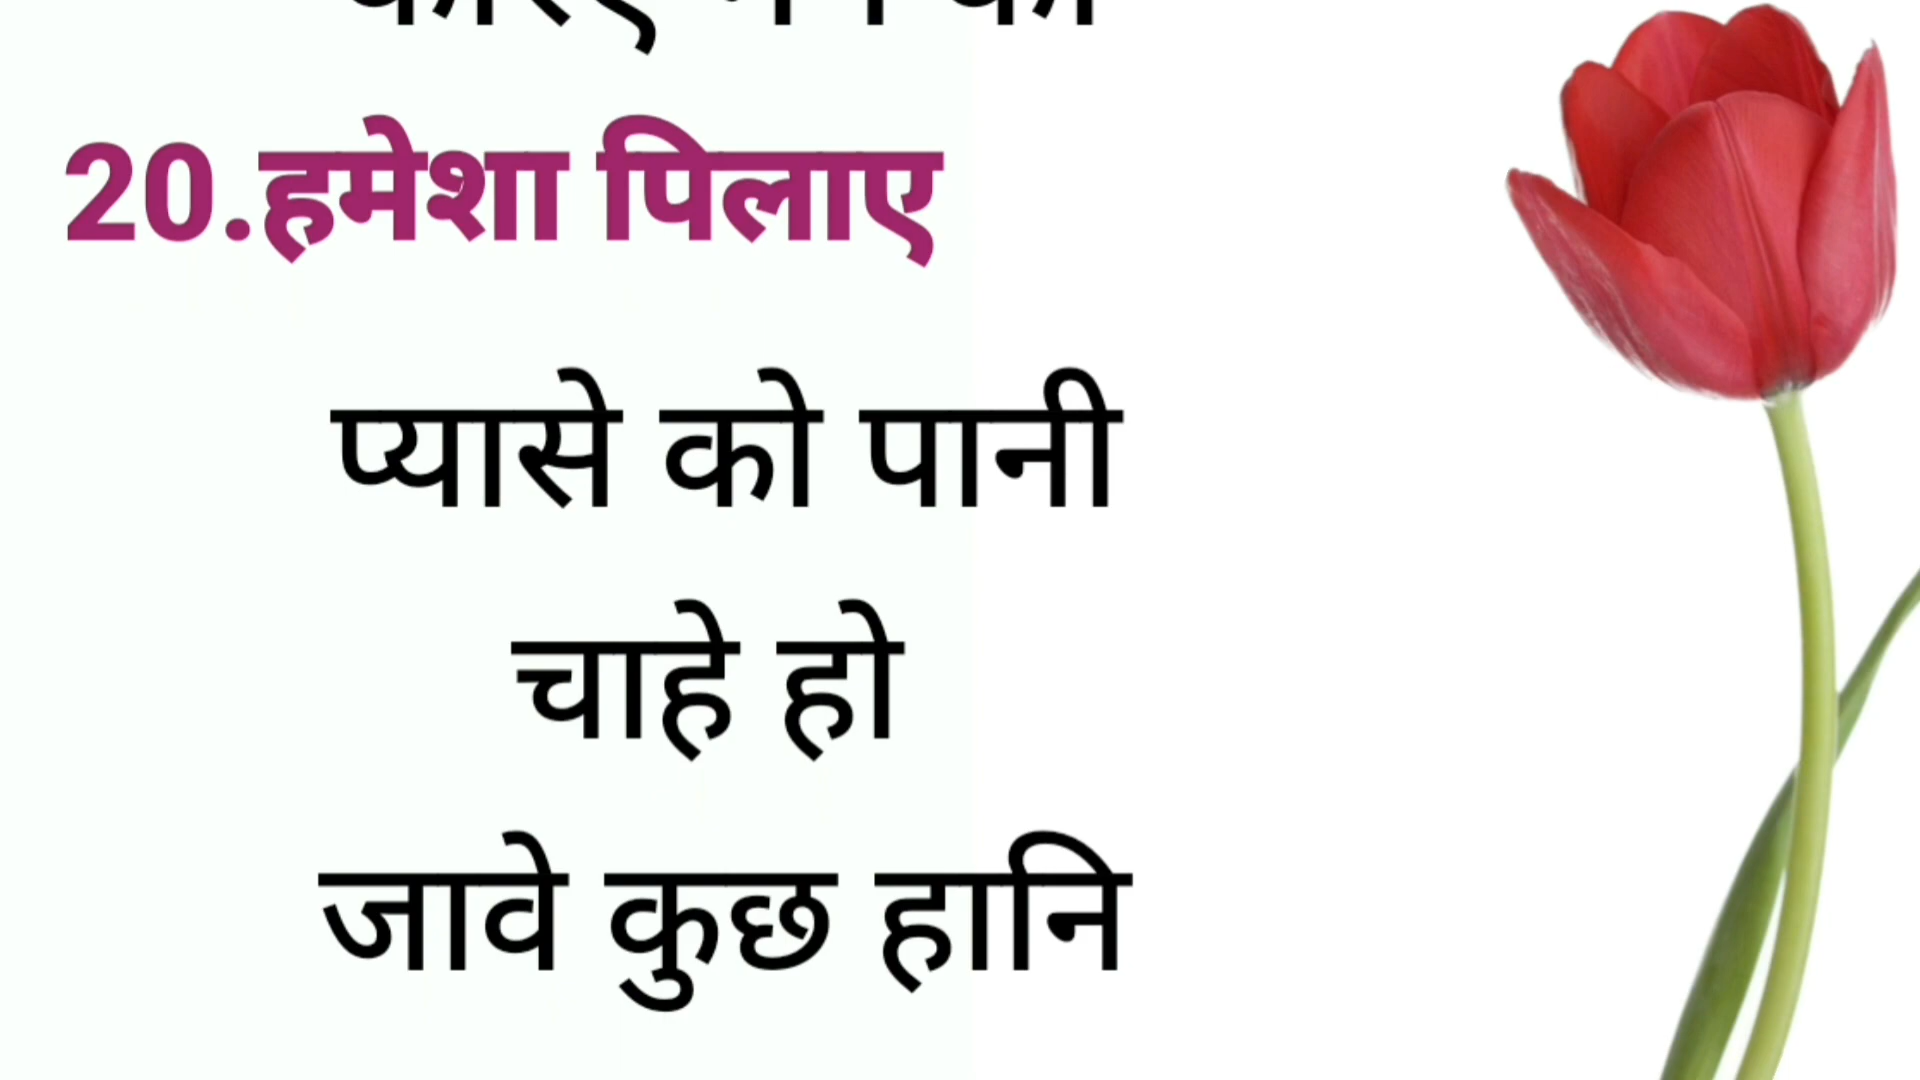 20.हमेशा पिलाए
प्यासे को पानी
चाहे हो
जावे कुछ हानि